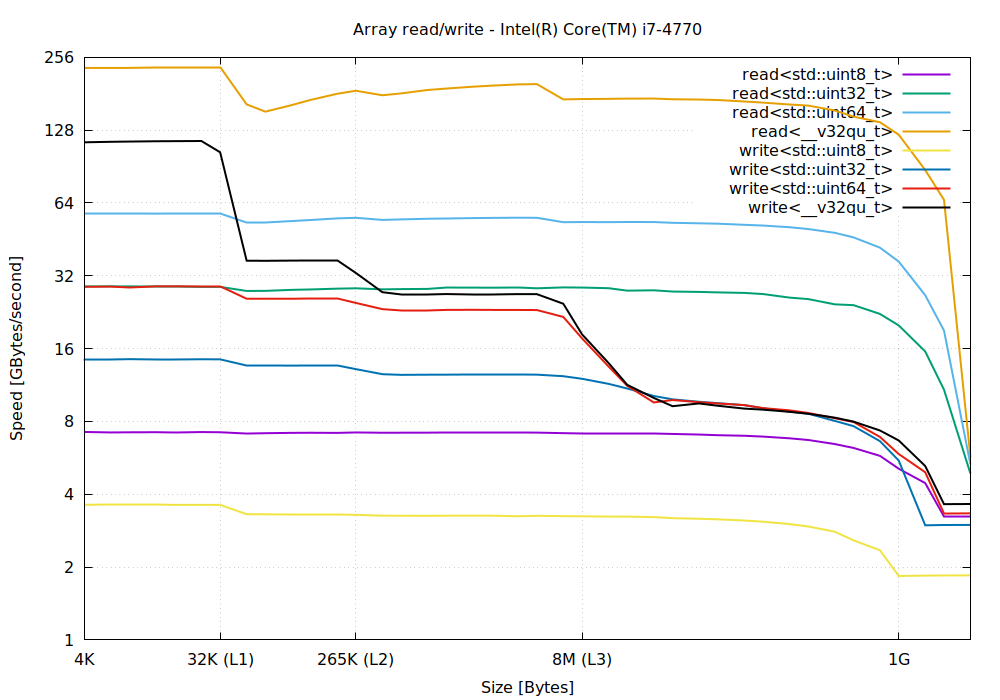 Array read/write - Intel(R) Core(TM) i7-4770
256
128
64
32
16
8
4
2
1
Speed [GBytes/second]
read<std::uint8_t>
read<std::uint32_t>
read<std::uint64_t>
read<__v32qu_t>
write<std::uint8_t>
write<std::uint32_t>
write<std::uint64_t>
write<__v32qu_t>
4K
32K (L1)
265K (L2)
8M (L3)
1G
Size [Bytes]